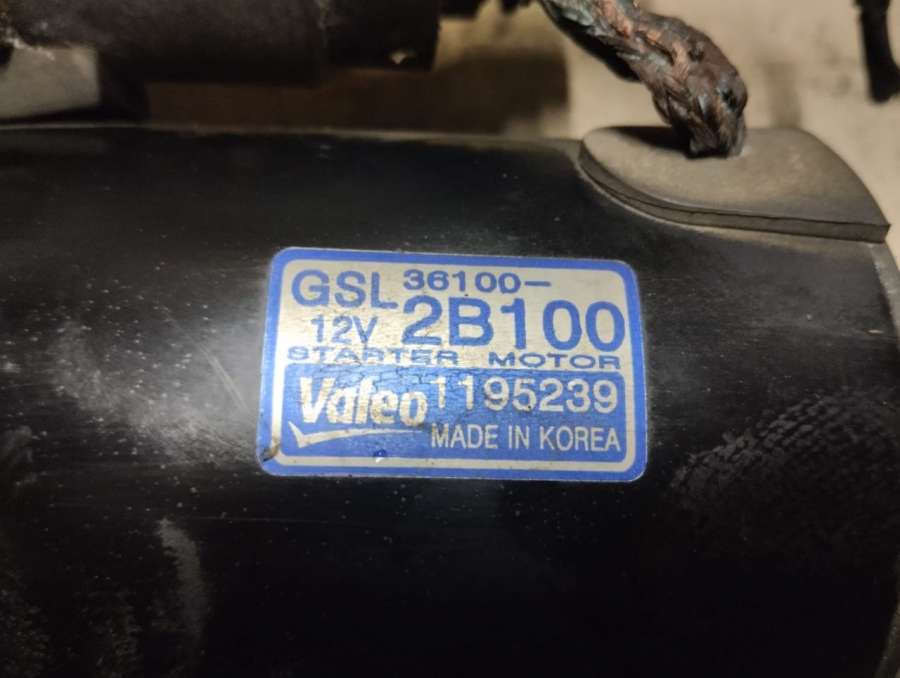 GSL 36100-
12V 2B100
STARTER MOTOR
Valeo 1195239
MADE IN KOREA